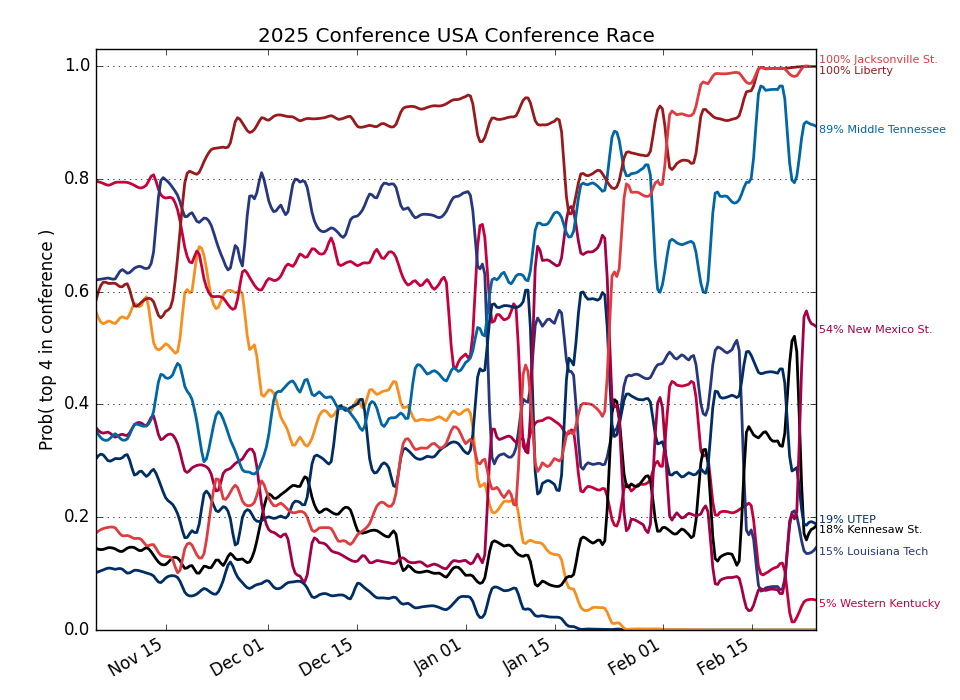 2025 Conference USA Conference Race
Prob( top 4 in conference )
1.0
0.8
0.6
0.4
0.2
0.0
Nov 15
Dec 01
Dec 15
Jan 01
Jan 15
Feb 01
Feb 15
100% Jacksonville St.
100% Liberty
89% Middle Tennessee
54% New Mexico St.
19% UTEP
18% Kennesaw St.
15% Louisiana Tech
5% Western Kentucky